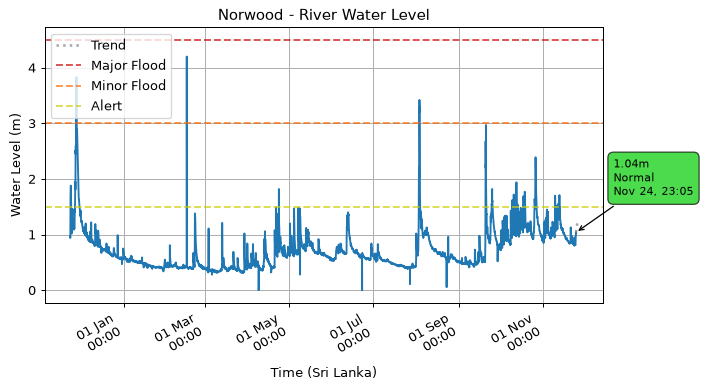 Norwood - River Water Level
Trend
Major Flood
Minor Flood
Alert
Water Level (m)
4
3
2
1
0
1.04m
Normal
Nov 24, 23:05
01 Jan
00:00
01 Mar
00:00
01 May
00:00
01 Jul
00:00
01 Sep
00:00
01 Nov
00:00
Time (Sri Lanka)